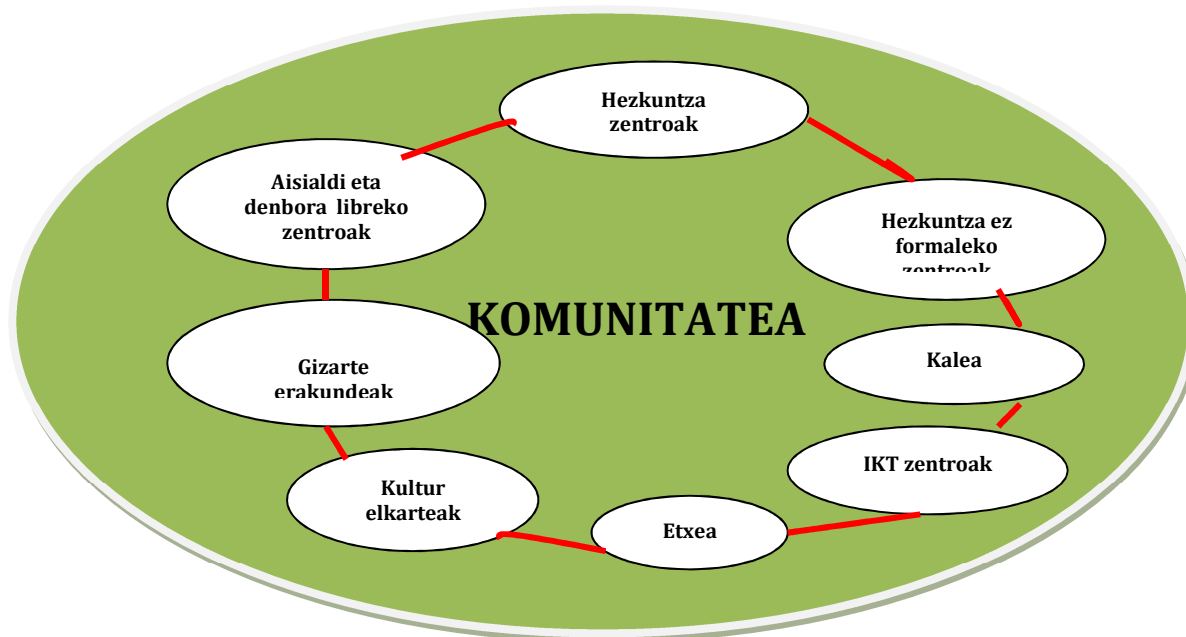 Hezkuntza
zentroak
Aisialdi eta
denbora libreko
zentroak
Hezkuntza ez
formaleko
zentroak
KOMUNITATEA
Gizarte
erakundeak
Kalea
IKT zentroak
Kultur
elkarteak
Etxea